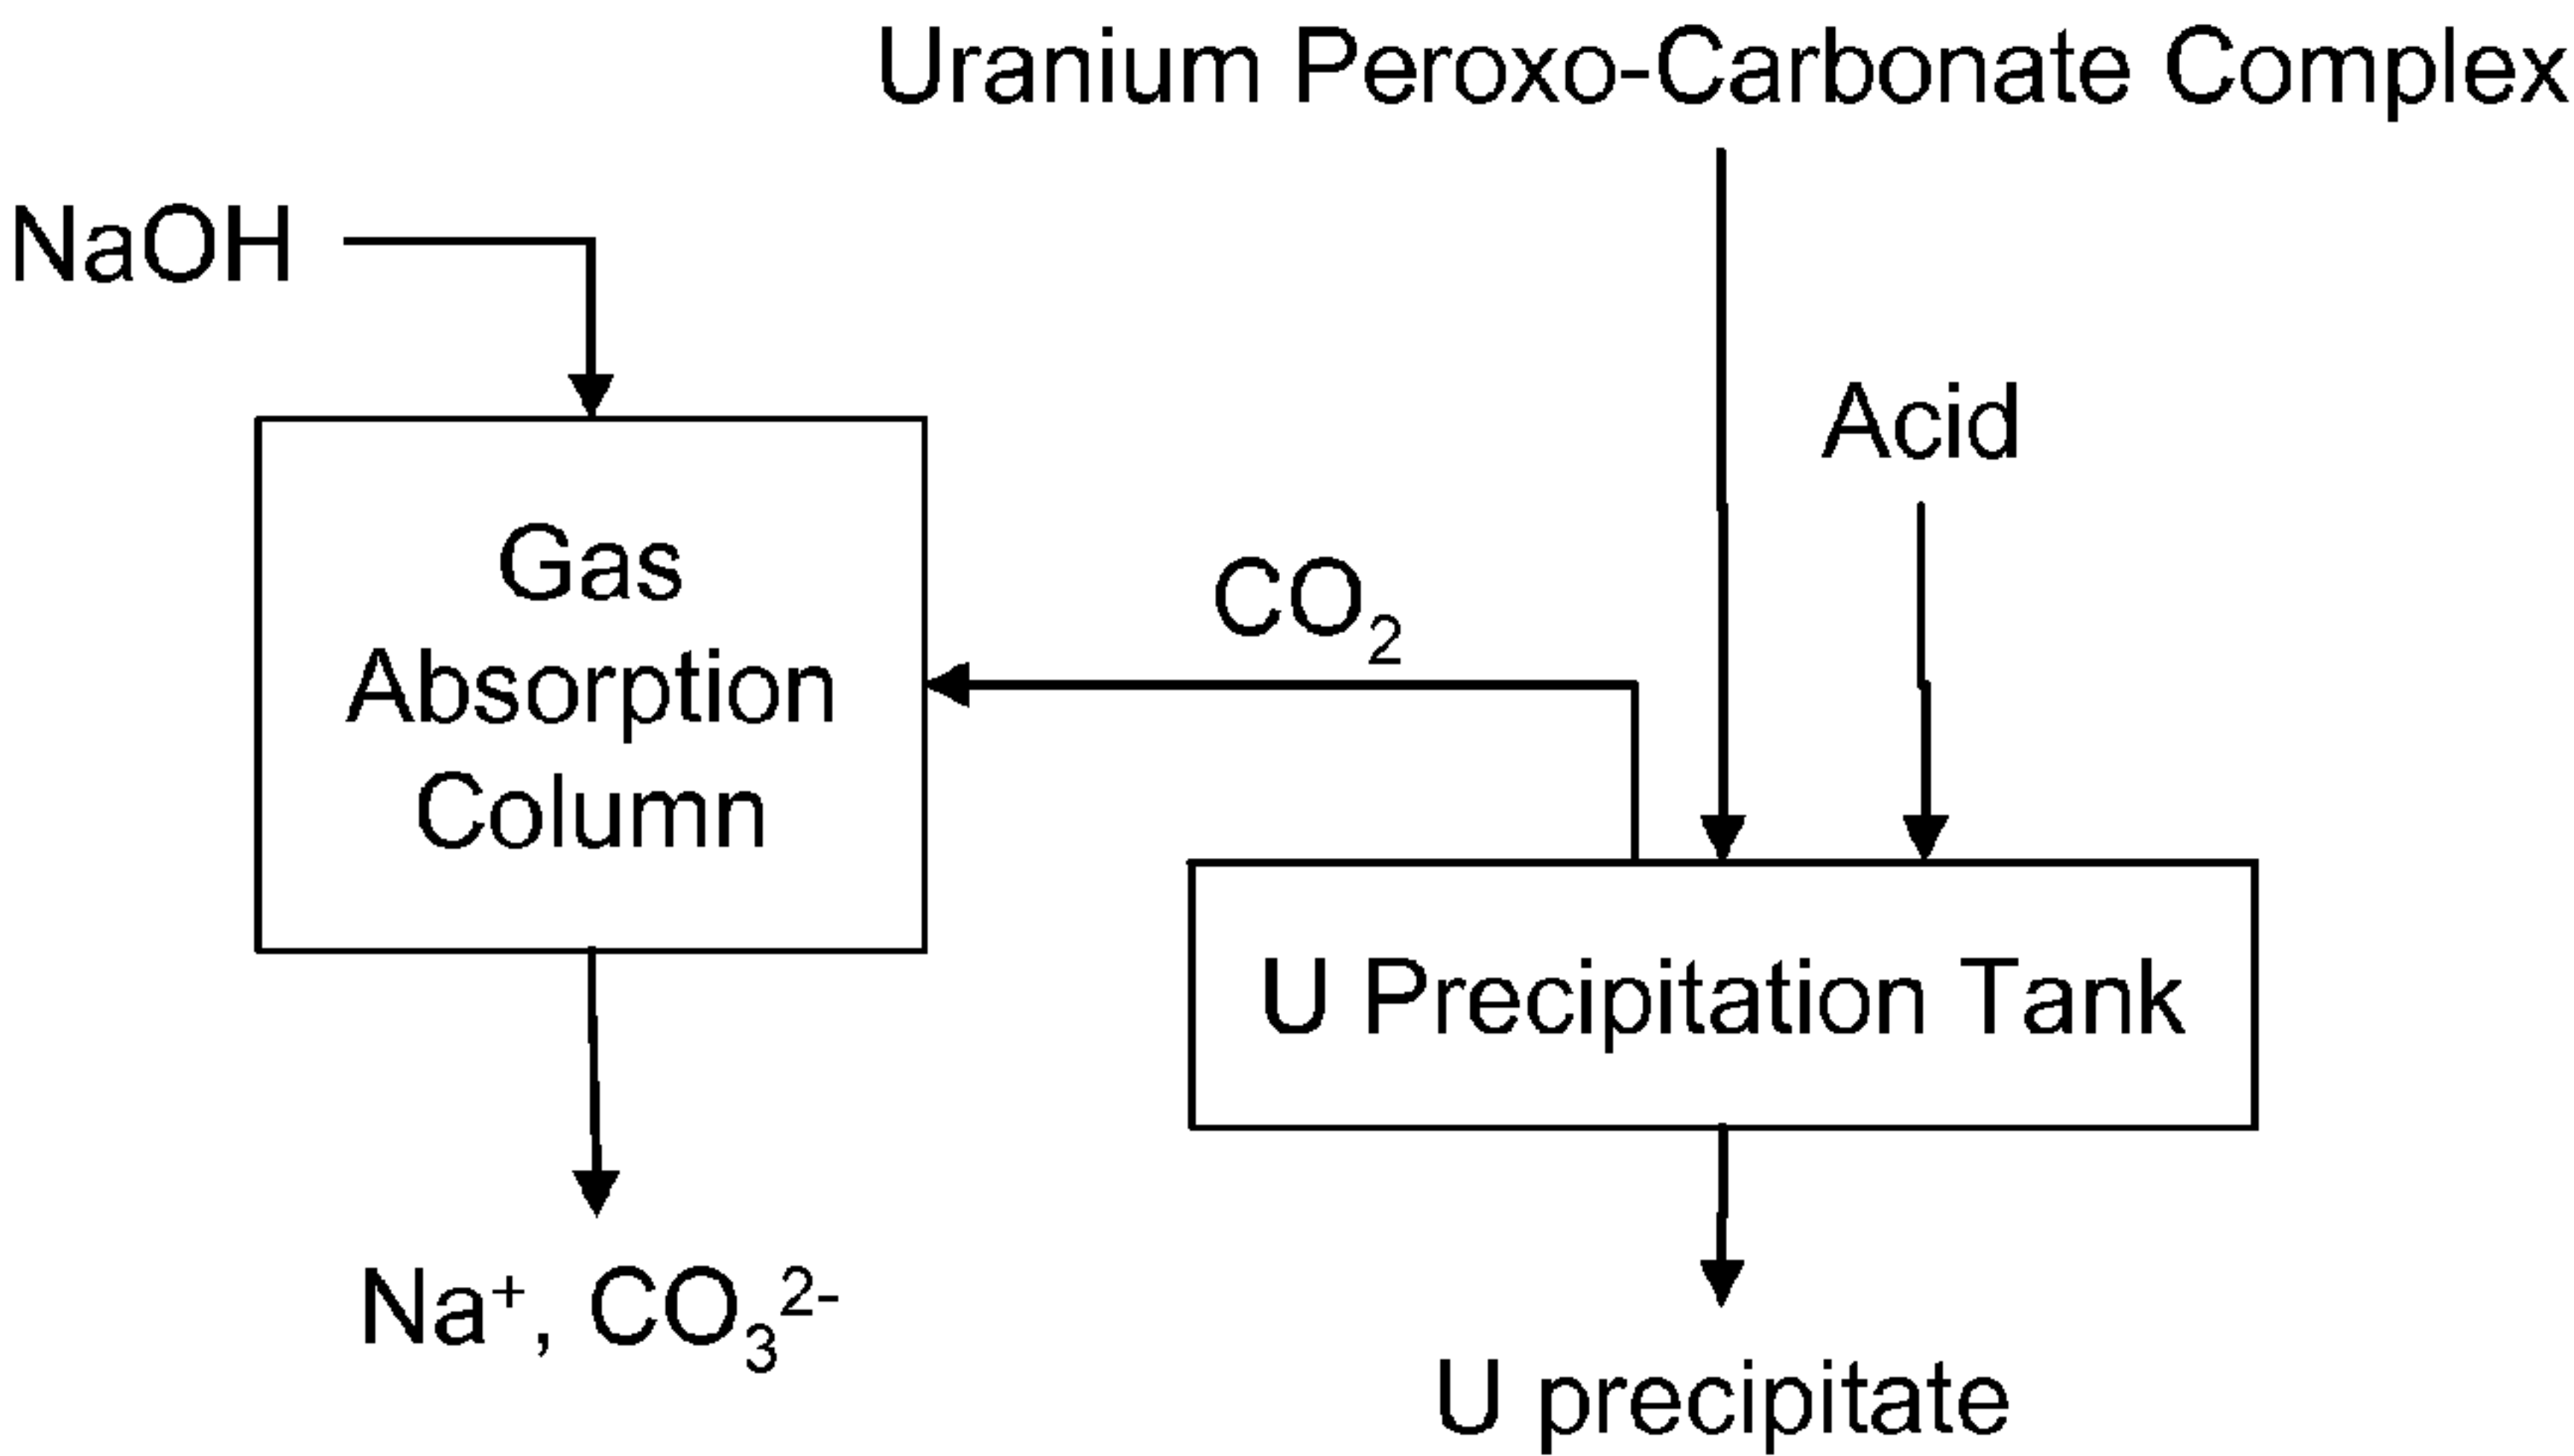 Uranium Peroxo-Carbonate Complex
NaOH
Acid
Gas
Absorption
Column
CO₂
U Precipitation Tank
Na⁺, CO₃²⁻
U precipitate